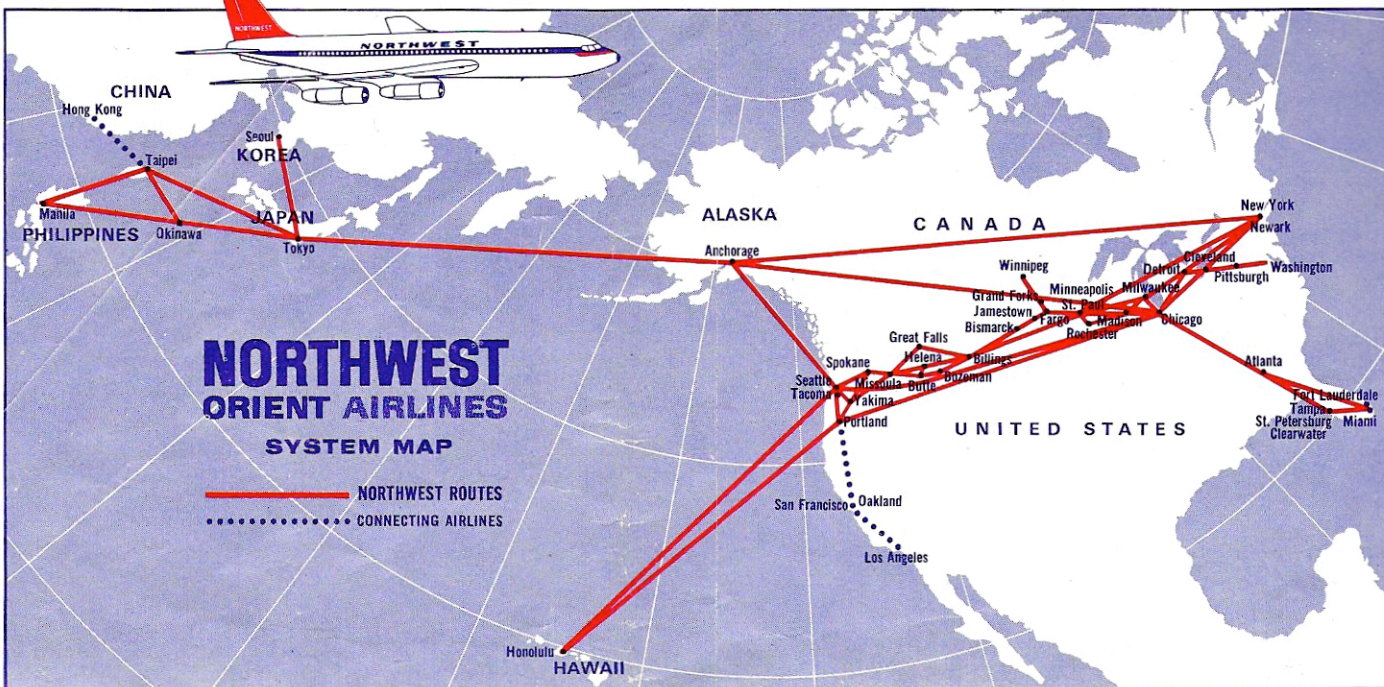 NORTHWEST
NORTHWEST
CHINA
Hong Kong
Taipei
Seoul
KOREA
Manila
PHILIPPINES
Okinawa
JAPAN
Tokyo
ALASKA
Anchorage
CANADA
New York
Newark
Winnipeg
Cleveland
Detroit
Washington
Pittsburgh
Minneapolis
St. Paul
Milwaukee
Grand Forks
Jamestown
Fargo
Bismarck
Madison
Rochester
Chicago
Great Falls
Helena
Billings
Spokane
Missoula
Butte
Bozeman
Seattle
Tacoma
Yakima
Portland
Atlanta
Fort Lauderdale
Tampa
St. Petersburg
Clearwater
Miami
UNITED STATES
NORTHWEST
ORIENT AIRLINES
SYSTEM MAP
NORTHWEST ROUTES
CONNECTING AIRLINES
San Francisco
Oakland
Los Angeles
Honolulu
HAWAII